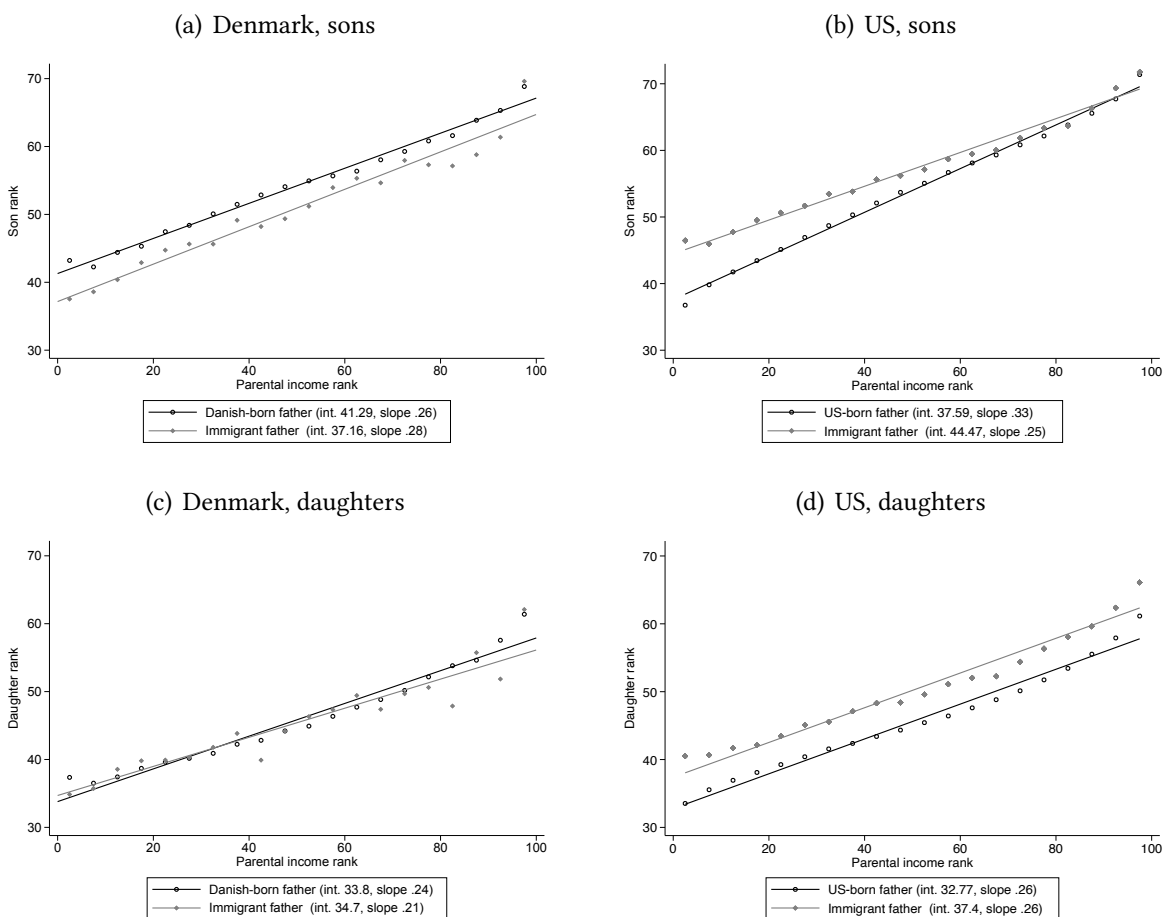 (a) Denmark, sons
70
60
50
40
30
Son rank
0 20 40 60 80 100
Parental income rank
Danish-born father (int. 41.29, slope .26)
Immigrant father (int. 37.16, slope .28)
(b) US, sons
70
60
50
40
30
Son rank
0 20 40 60 80 100
Parental income rank
US-born father (int. 37.59, slope .33)
Immigrant father (int. 44.47, slope .25)
(c) Denmark, daughters
70
60
50
40
30
Daughter rank
0 20 40 60 80 100
Parental income rank
Danish-born father (int. 33.8, slope .24)
Immigrant father (int. 34.7, slope .21)
(d) US, daughters
70
60
50
40
30
Daughter rank
0 20 40 60 80 100
Parental income rank
US-born father (int. 32.77, slope .26)
Immigrant father (int. 37.4, slope .26)